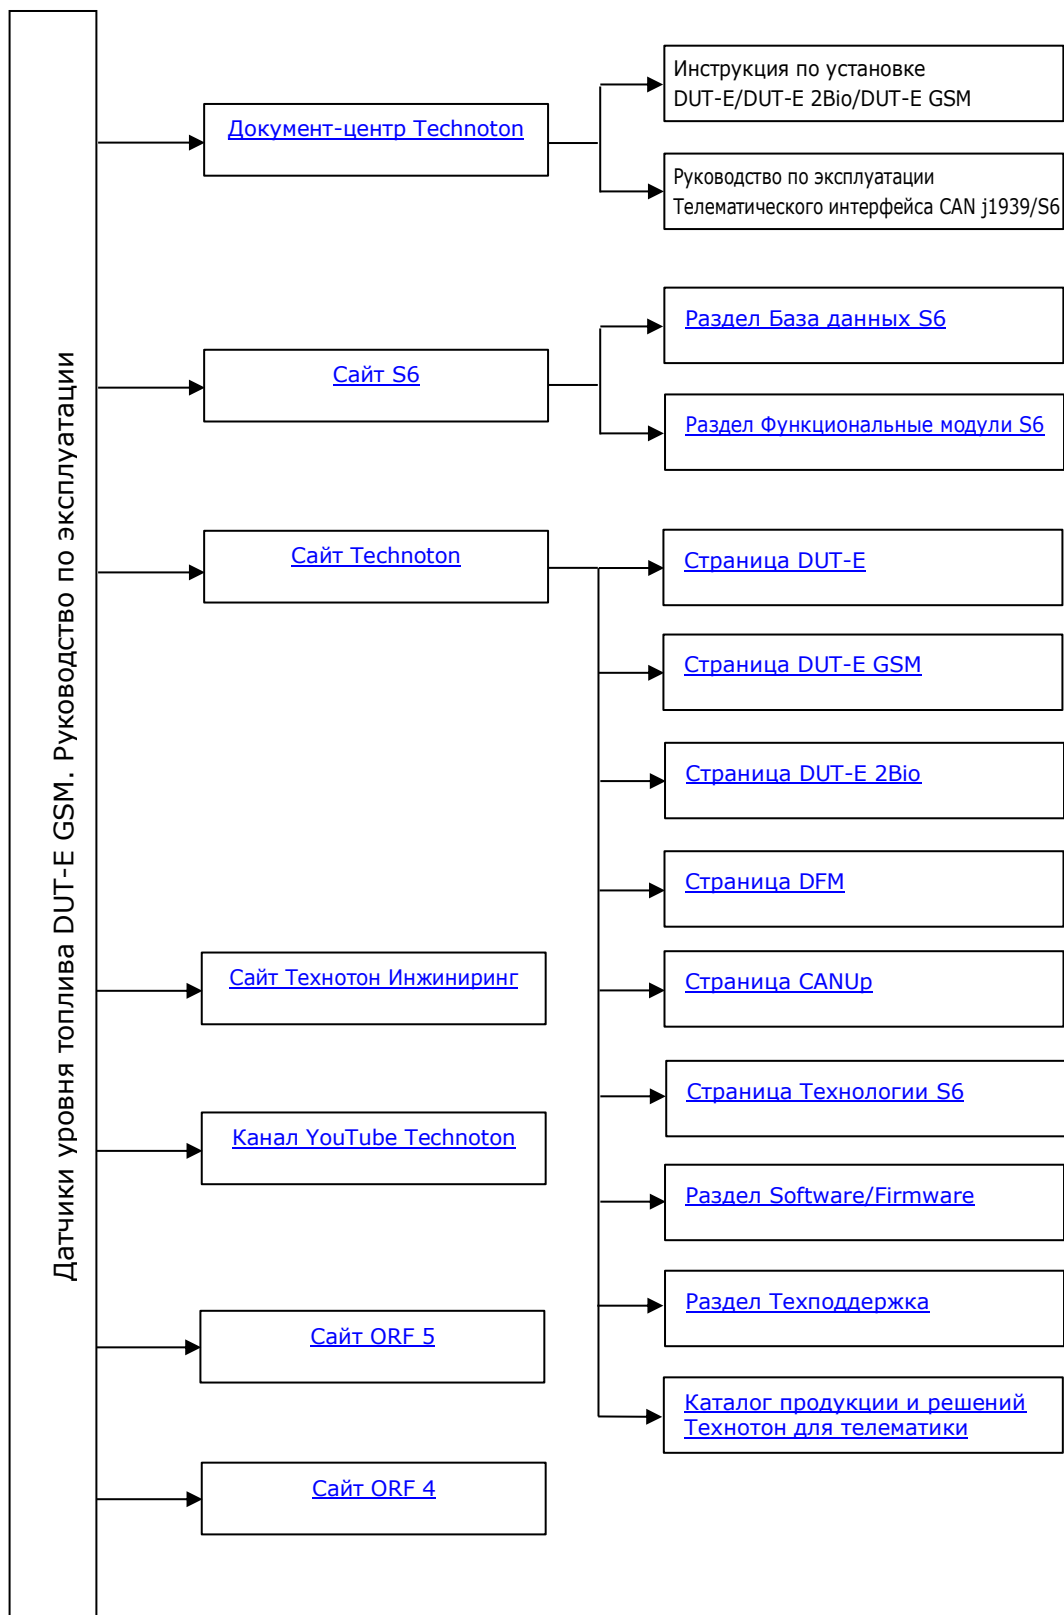 Датчики уровня топлива DUT-E GSM. Руководство по эксплуатации
Документ-центр Technoton
Инструкция по установке
DUT-E/DUT-E 2Bio/DUT-E GSM
Руководство по эксплуатации
Телематического интерфейса CAN j1939/S6
Сайт S6
Раздел База данных S6
Раздел Функциональные модули S6
Сайт Technoton
Страница DUT-E
Страница DUT-E GSM
Страница DUT-E 2Bio
Страница DFM
Страница CANUp
Страница Технологии S6
Раздел Software/Firmware
Раздел Техподдержка
Каталог продукции и решений
Технотон для телематики
Сайт Технотон Инжиниринг
Канал YouTube Technoton
Сайт ORF 5
Сайт ORF 4